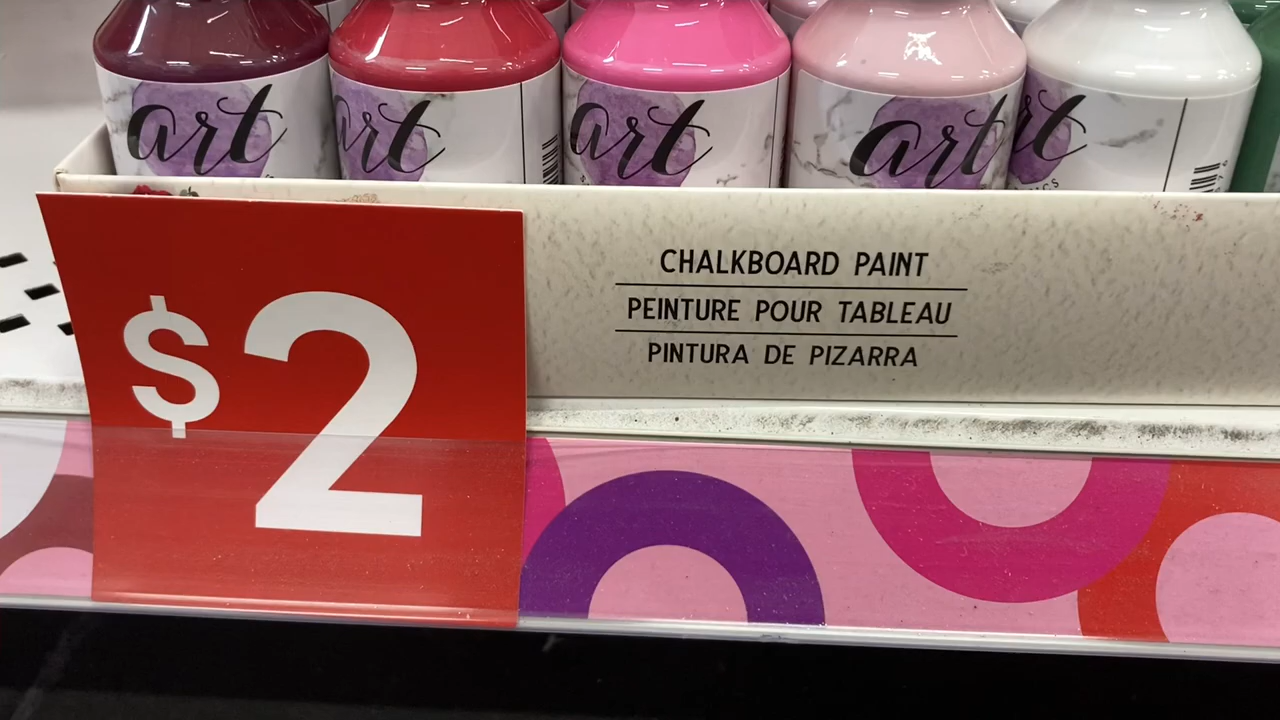 art
art
art
art
art
CHALKBOARD PAINT
PEINTURE POUR TABLEAU
PINTURA DE PIZARRA
$2